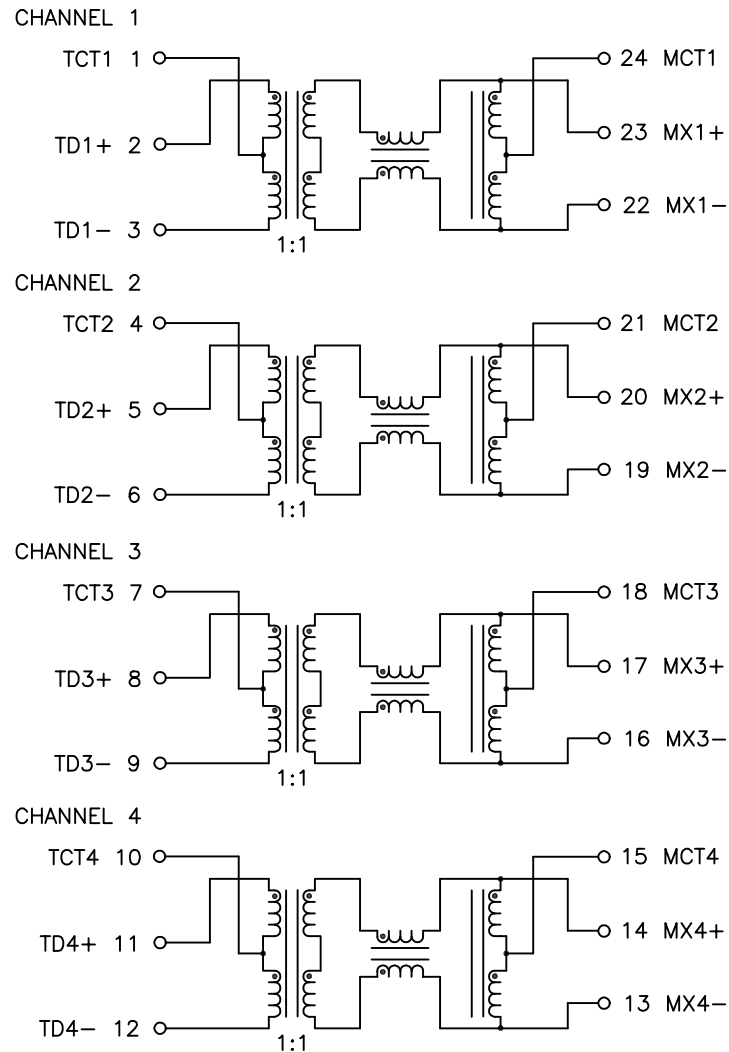 CHANNEL 1
TCT1 1 24 MCT1
TD1+ 2 23 MX1+
22 MX1-
TD1- 3
1:1
CHANNEL 2
TCT2 4 21 MCT2
TD2+ 5 20 MX2+
19 MX2-
TD2- 6
1:1
CHANNEL 3
TCT3 7 18 MCT3
TD3+ 8 17 MX3+
16 MX3-
TD3- 9
1:1
CHANNEL 4
TCT4 10 15 MCT4
TD4+ 11 14 MX4+
13 MX4-
TD4- 12
1:1